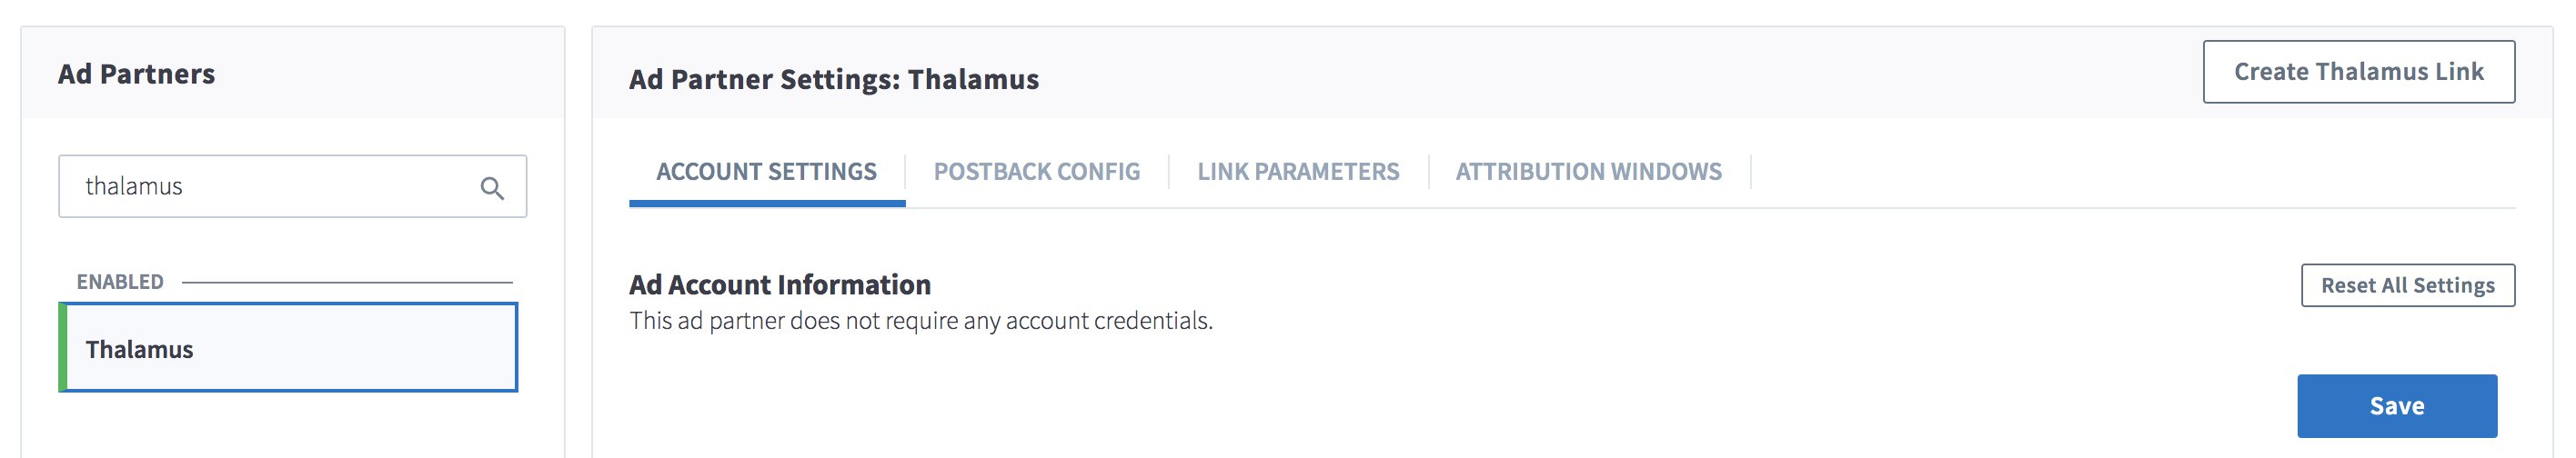 Ad Partners
thalamus
ENABLED
Thalamus
Ad Partner Settings: Thalamus
Create Thalamus Link
ACCOUNT SETTINGS
POSTBACK CONFIG
LINK PARAMETERS
ATTRIBUTION WINDOWS
Ad Account Information
Reset All Settings
This ad partner does not require any account credentials.
Save